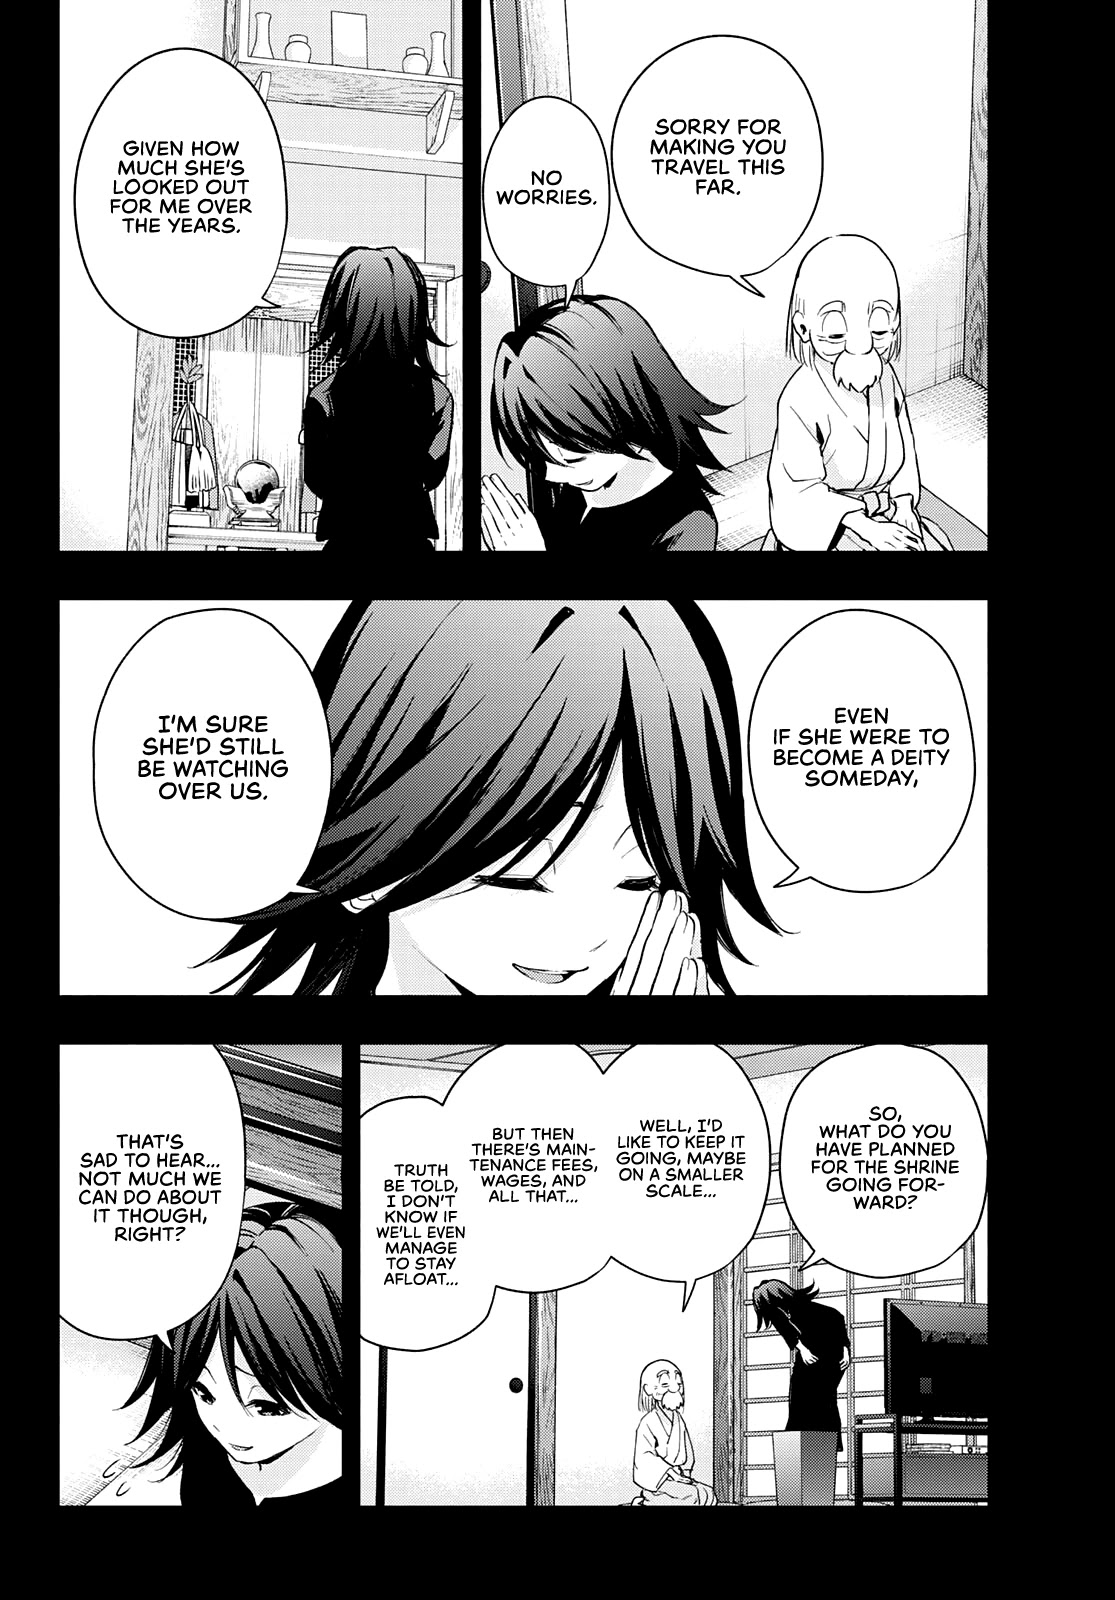 SORRY FOR
MAKING YOU
TRAVEL THIS
FAR.
NO
WORRIES.
GIVEN HOW
MUCH SHE'S
LOOKED OUT
FOR ME OVER
THE YEARS.
EVEN
IF SHE WERE TO
BECOME A DEITY
SOMEDAY,
I'M SURE
SHE'D STILL
BE WATCHING
OVER US.
SO,
WHAT DO YOU
HAVE PLANNED
FOR THE SHRINE
GOING FOR-
WARD?
WELL, I'D
LIKE TO KEEP IT
GOING, MAYBE
ON A SMALLER
SCALE...
BUT THEN
THERE'S MAIN-
TENANCE FEES,
WAGES, AND
ALL THAT...
TRUTH
BE TOLD,
I DON'T
KNOW IF
WE'LL EVEN
MANAGE
TO STAY
AFLOAT...
THAT'S
SAD TO HEAR...
NOT MUCH WE
CAN DO ABOUT
IT THOUGH,
RIGHT?